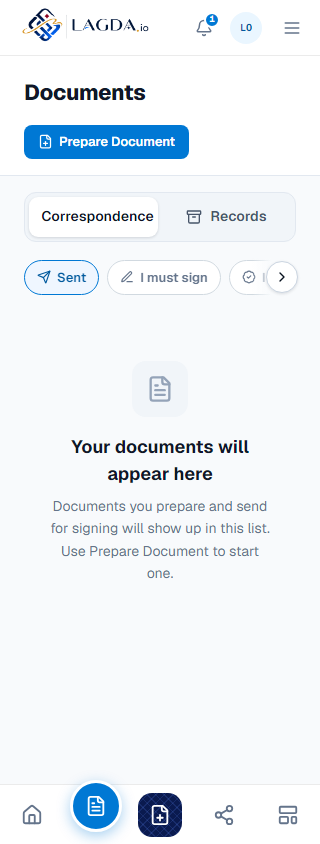 LAGDA.io
1
LO
Documents
Prepare Document
Correspondence
Records
Sent
I must sign
Your documents will
appear here
Documents you prepare and send
for signing will show up in this list.
Use Prepare Document to start
one.